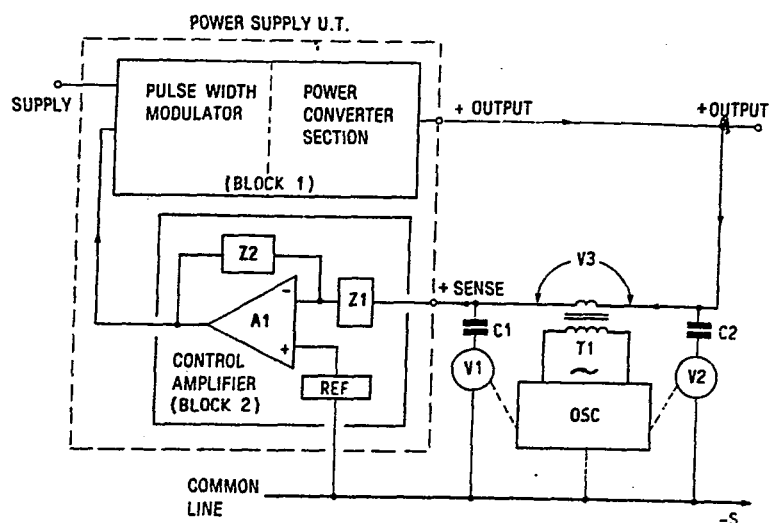 POWER SUPPLY U.T.
SUPPLY
PULSE WIDTH
MODULATOR
POWER
CONVERTER
SECTION
(BLOCK 1)
+ OUTPUT
+OUTPUT
Z2
A1
-
+
Z1
+ SENSE
V3
CONTROL
AMPLIFIER
(BLOCK 2)
REF
C1
V1
T1
~
OSC
C2
V2
COMMON
LINE
-S